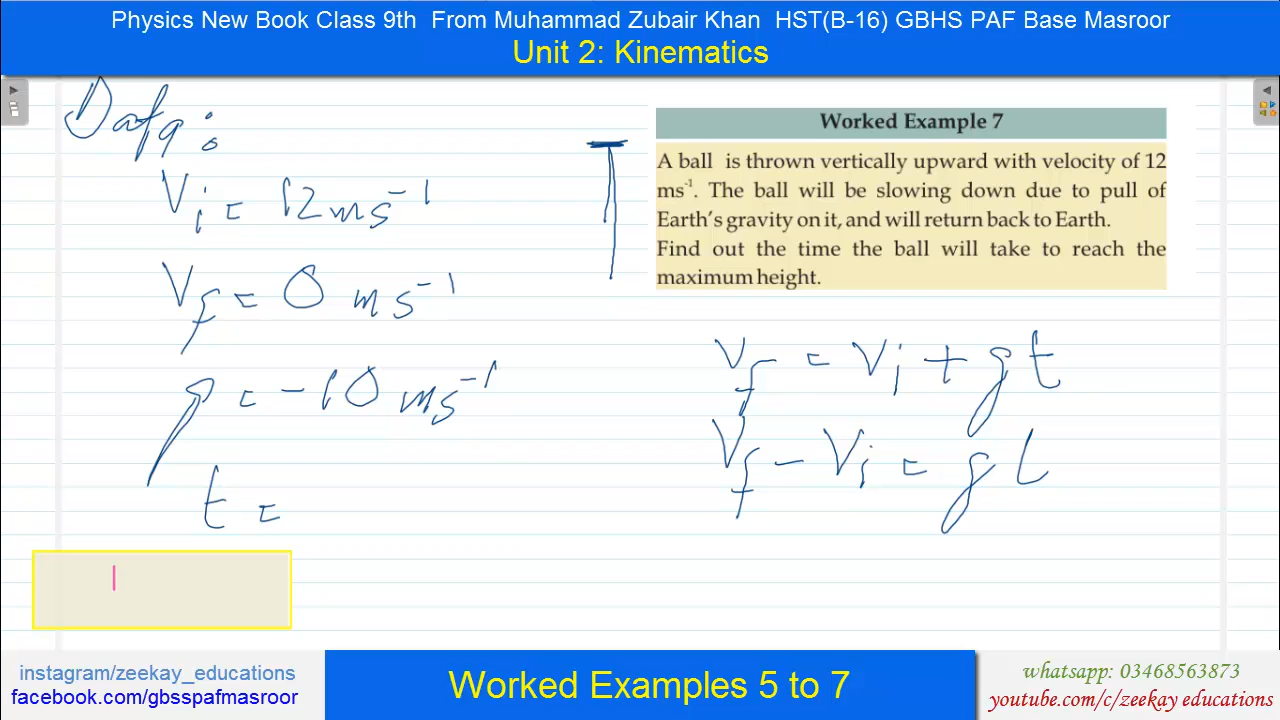 Physics New Book Class 9th From Muhammad Zubair Khan HST(B-16) GBHS PAF Base Masroor
Unit 2: Kinematics
Data:
Vi = 12 ms⁻¹
Vf = 0 ms⁻¹
g = -10 ms⁻¹
t =
Worked Example 7
A ball is thrown vertically upward with velocity of 12
ms⁻¹. The ball will be slowing down due to pull of
Earth's gravity on it, and will return back to Earth.
Find out the time the ball will take to reach the
maximum height.
Vf = Vi + gt
Vf - Vi = gt
instagram/zeekay_educations
facebook.com/gbsspafmasroor
Worked Examples 5 to 7
whatsapp: 03468563873
youtube.com/c/zeekay educations